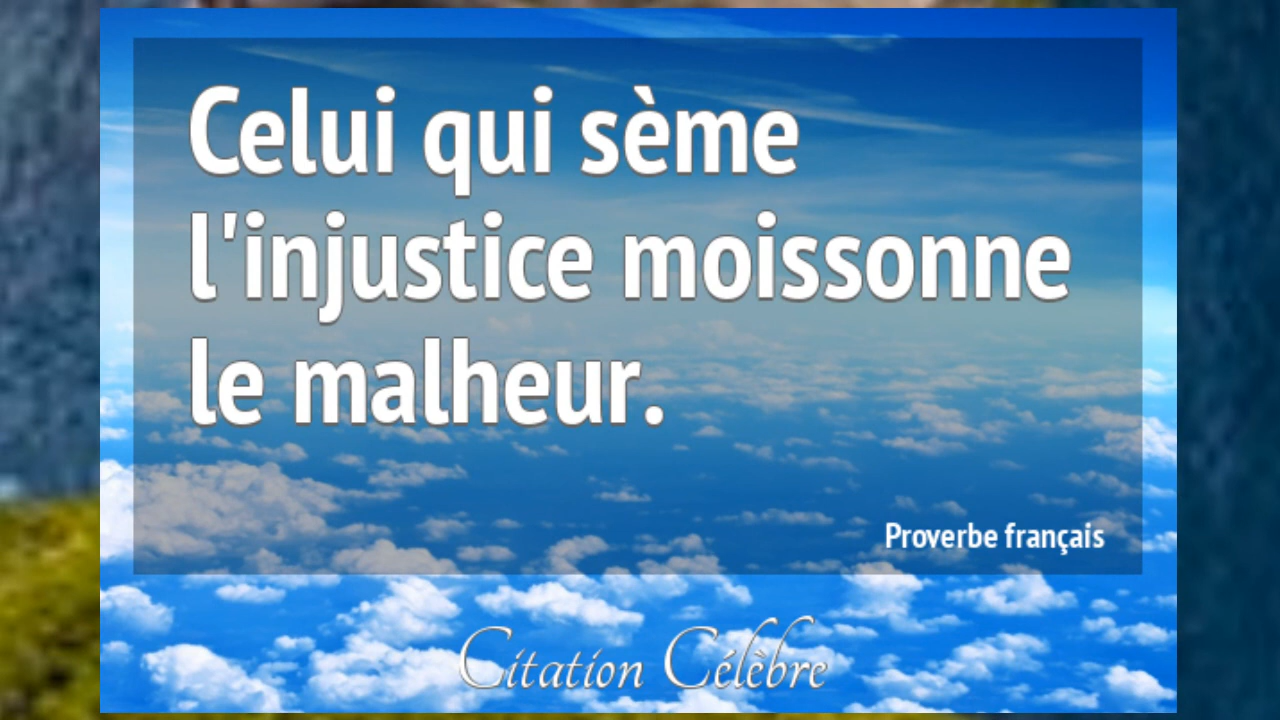 Celui qui sème
l'injustice moissonne
le malheur.
Proverbe français
Citation Célèbre